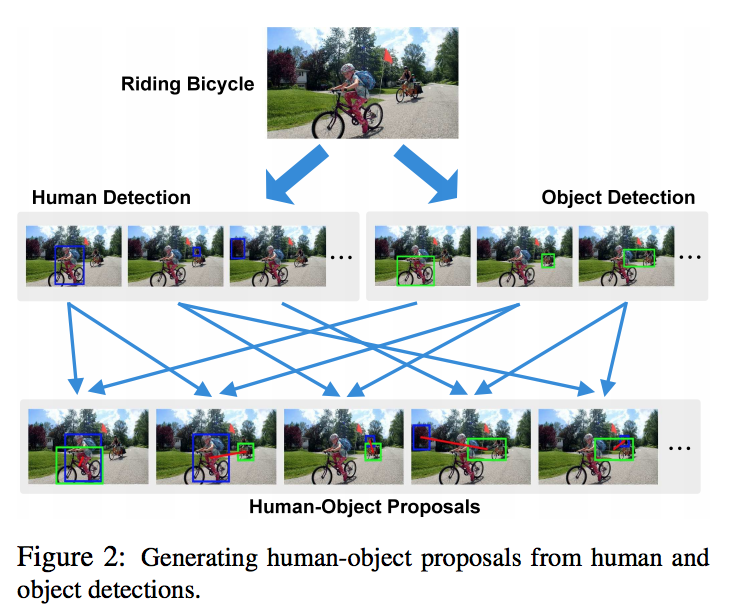 Riding Bicycle
Human Detection
Object Detection
...
...
...
Human-Object Proposals
Figure 2: Generating human-object proposals from human and
object detections.